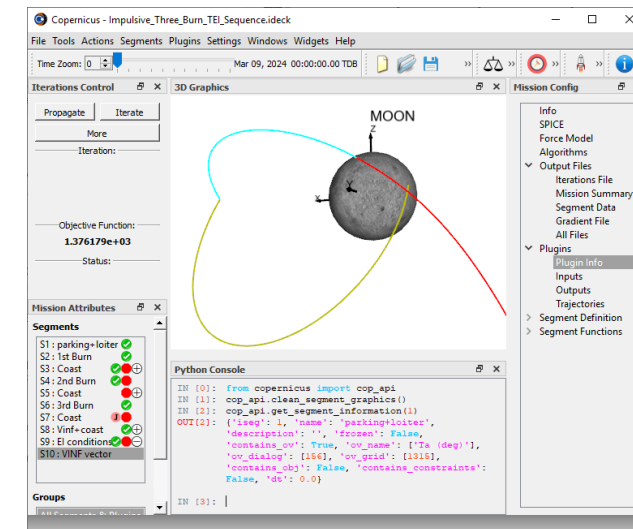 Copernicus - Impulsive_Three_Burn_TEI_Sequence.ideck
File Tools Actions Segments Plugins Settings Windows Widgets Help
Time Zoom: 0 Mar 09, 2024 00:00:00.00 TDB
Iterations Control
Propagate Iterate
More
Iteration:
Objective Function:
1.376179e+03
Status:
Mission Attributes
Segments
S1 : parking+loiter
S2 : 1st Burn
S3 : Coast
S4 : 2nd Burn
S5 : Coast
S6 : 3rd Burn
S7 : Coast
S8 : Vinf+coast
S9 : EI conditions
S10 : VINF vector
Groups
3D Graphics
MOON
Z
X
Y
Python Console
IN [0]: from copernicus import cop_api
IN [1]: cop_api.clean_segment_graphics()
IN [2]: cop_api.get_segment_information(1)
OUT[2]: {'iseg': 1, 'name': 'parking+loiter',
'description': '', 'frozen': False,
'contains_ov': True, 'ov_name': ['Ta (deg)'],
'ov_dialog': [156], 'ov_grid': [1315],
'contains_obj': False, 'contains_constraints':
False, 'dt': 0.0}
IN [3]:
Mission Config
Info
SPICE
Force Model
Algorithms
Output Files
Iterations File
Mission Summary
Segment Data
Gradient File
All Files
Plugins
Plugin Info
Inputs
Outputs
Trajectories
Segment Definition
Segment Functions